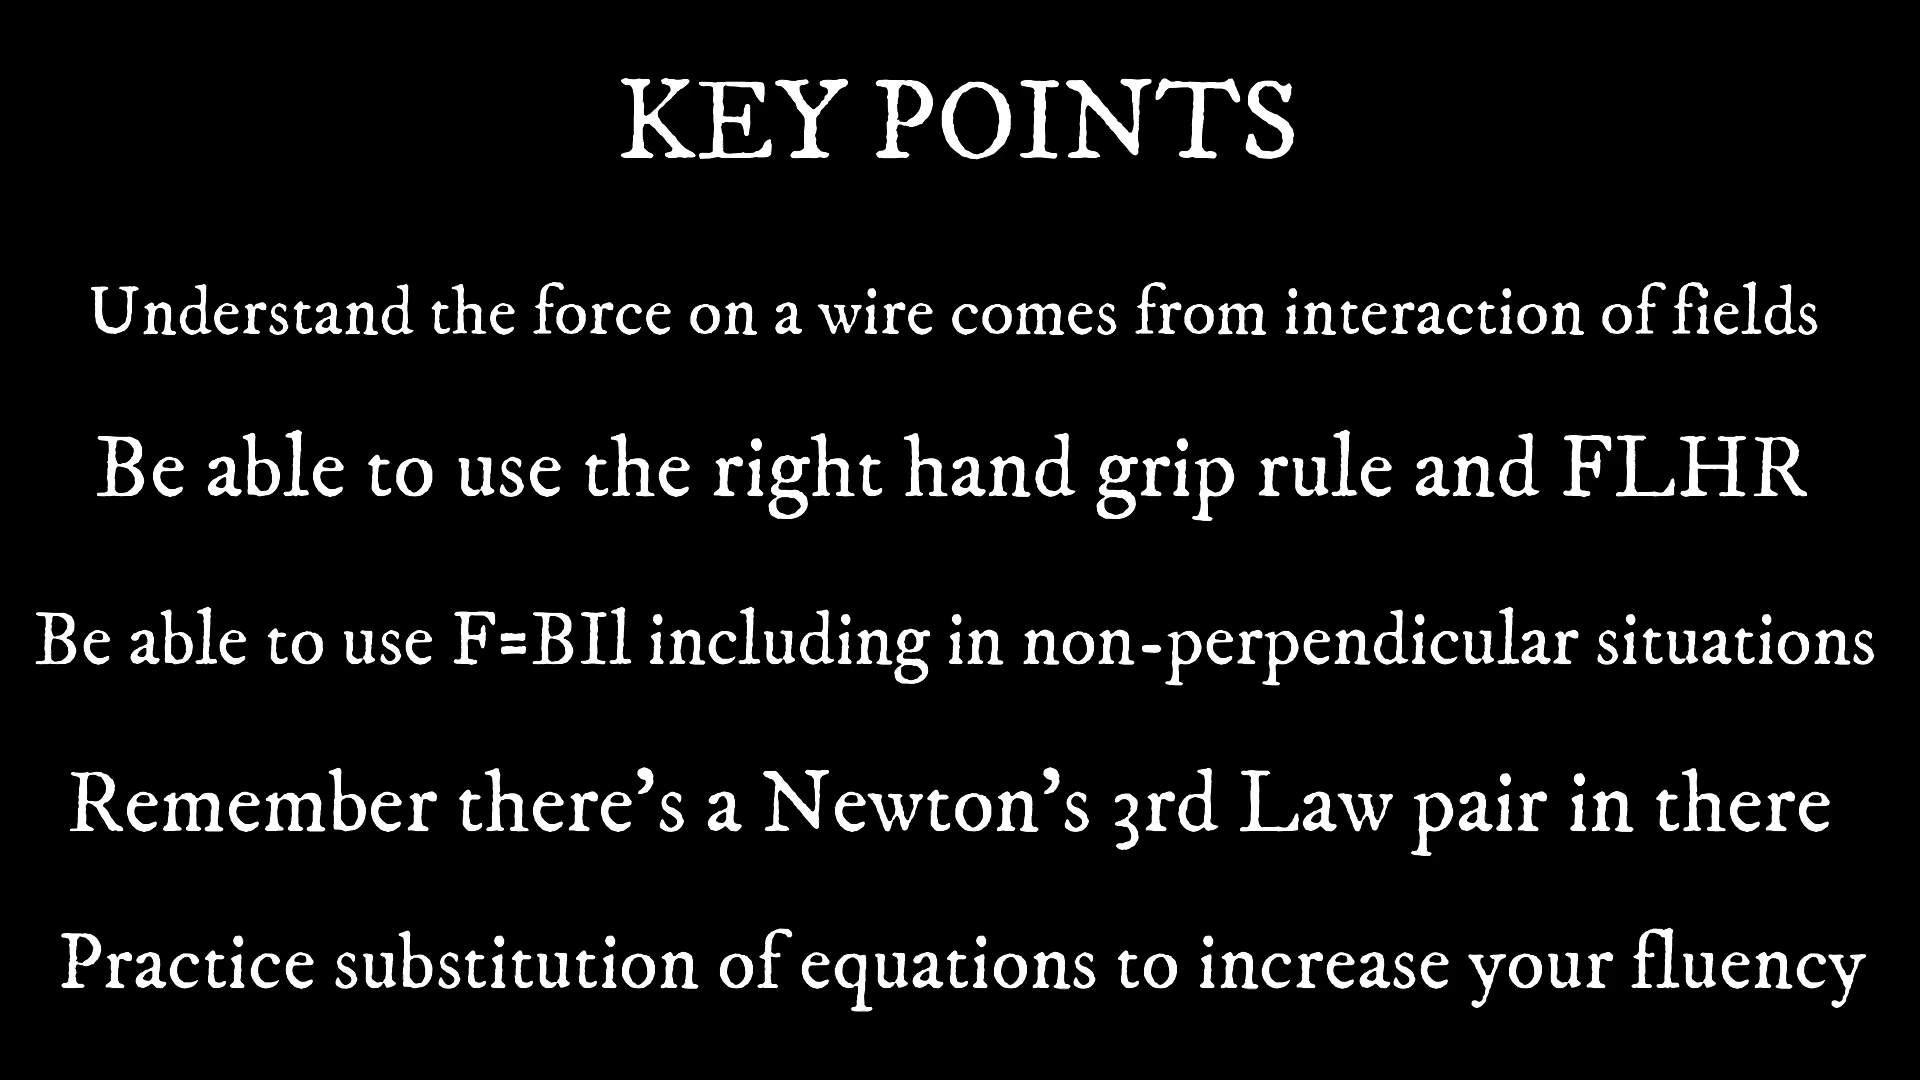 KEY POINTS
Understand the force on a wire comes from interaction of fields
Be able to use the right hand grip rule and FLHR
Be able to use F=BIl including in non-perpendicular situations
Remember there's a Newton's 3rd Law pair in there
Practice substitution of equations to increase your fluency